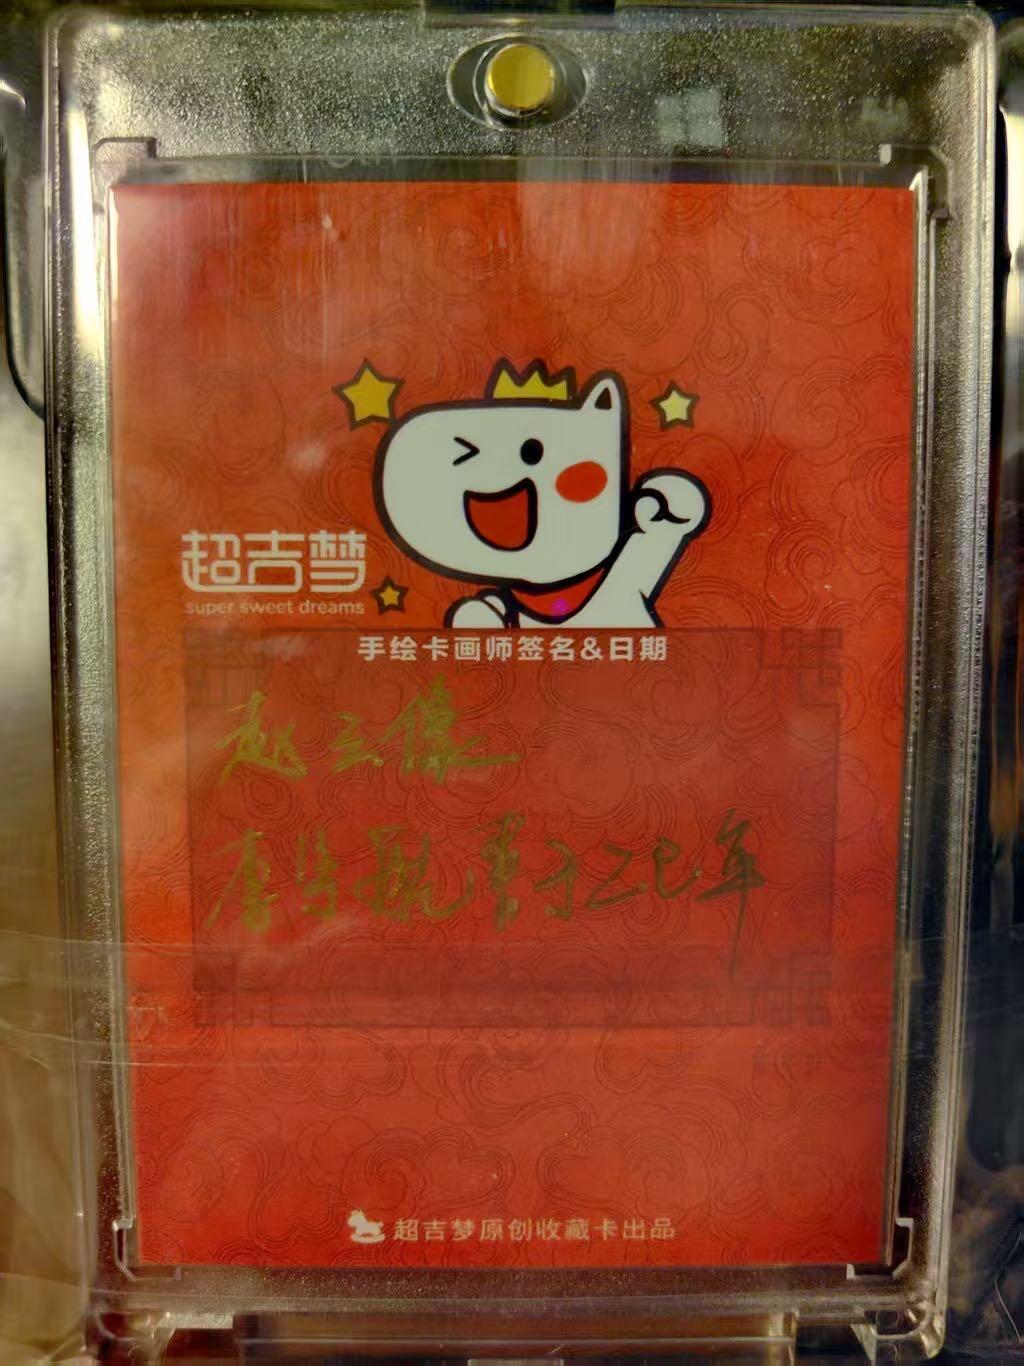 超吉梦
super sweet dreams
手绘卡画师签名&日期
赵云像
于乙巳年
超吉梦原创收藏卡出品